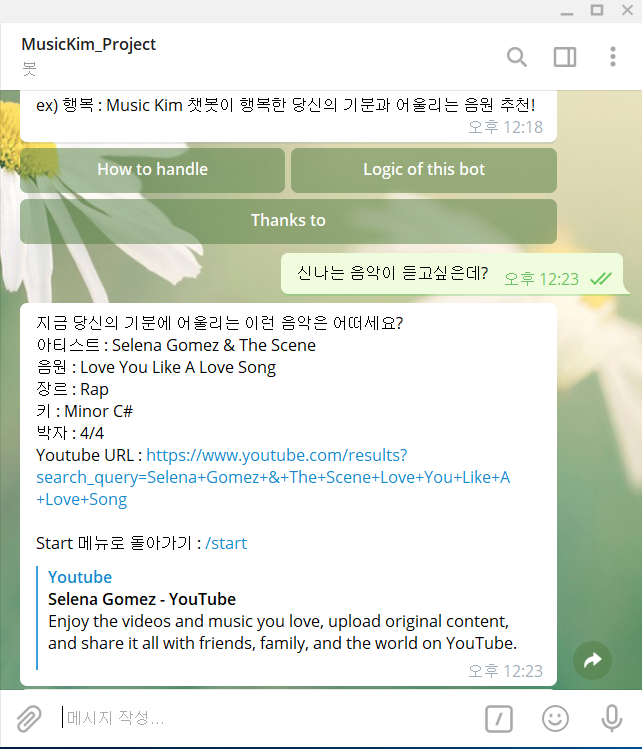 MusicKim_Project
봇
ex) 행복 : Music Kim 챗봇이 행복한 당신의 기분과 어울리는 음원 추천!
오후 12:18
How to handle
Logic of this bot
Thanks to
신나는 음악이 듣고싶은데?
오후 12:23
지금 당신의 기분에 어울리는 이런 음악은 어떠세요?
아티스트 : Selena Gomez & The Scene
음원 : Love You Like A Love Song
장르 : Rap
키 : Minor C#
박자 : 4/4
Youtube URL : https://www.youtube.com/results?
search_query=Selena+Gomez+&+The+Scene+Love+You+Like+A
+Love+Song
Start 메뉴로 돌아가기 : /start
Youtube
Selena Gomez - YouTube
Enjoy the videos and music you love, upload original content,
and share it all with friends, family, and the world on YouTube.
오후 12:23
메시지 작성...